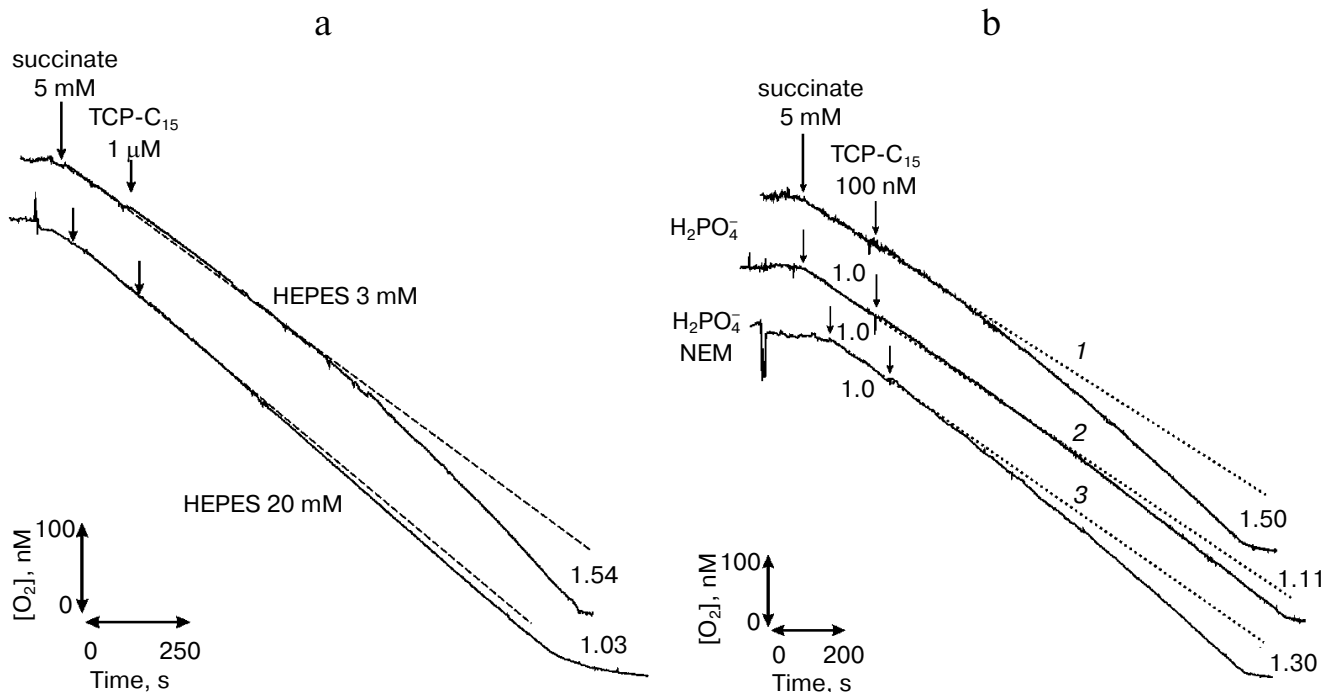 a
succinate
5 mM
TCP-C₁₅
1 μM
HEPES 3 mM
HEPES 20 mM
1.54
1.03
[O₂], nM
100
0
0 250
Time, s
b
succinate
5 mM
TCP-C₁₅
100 nM
H₂PO₄⁻
1.0
H₂PO₄⁻
NEM
1.0
1.0
1
2
3
1.50
1.11
1.30
[O₂], nM
100
0
0 200
Time, s